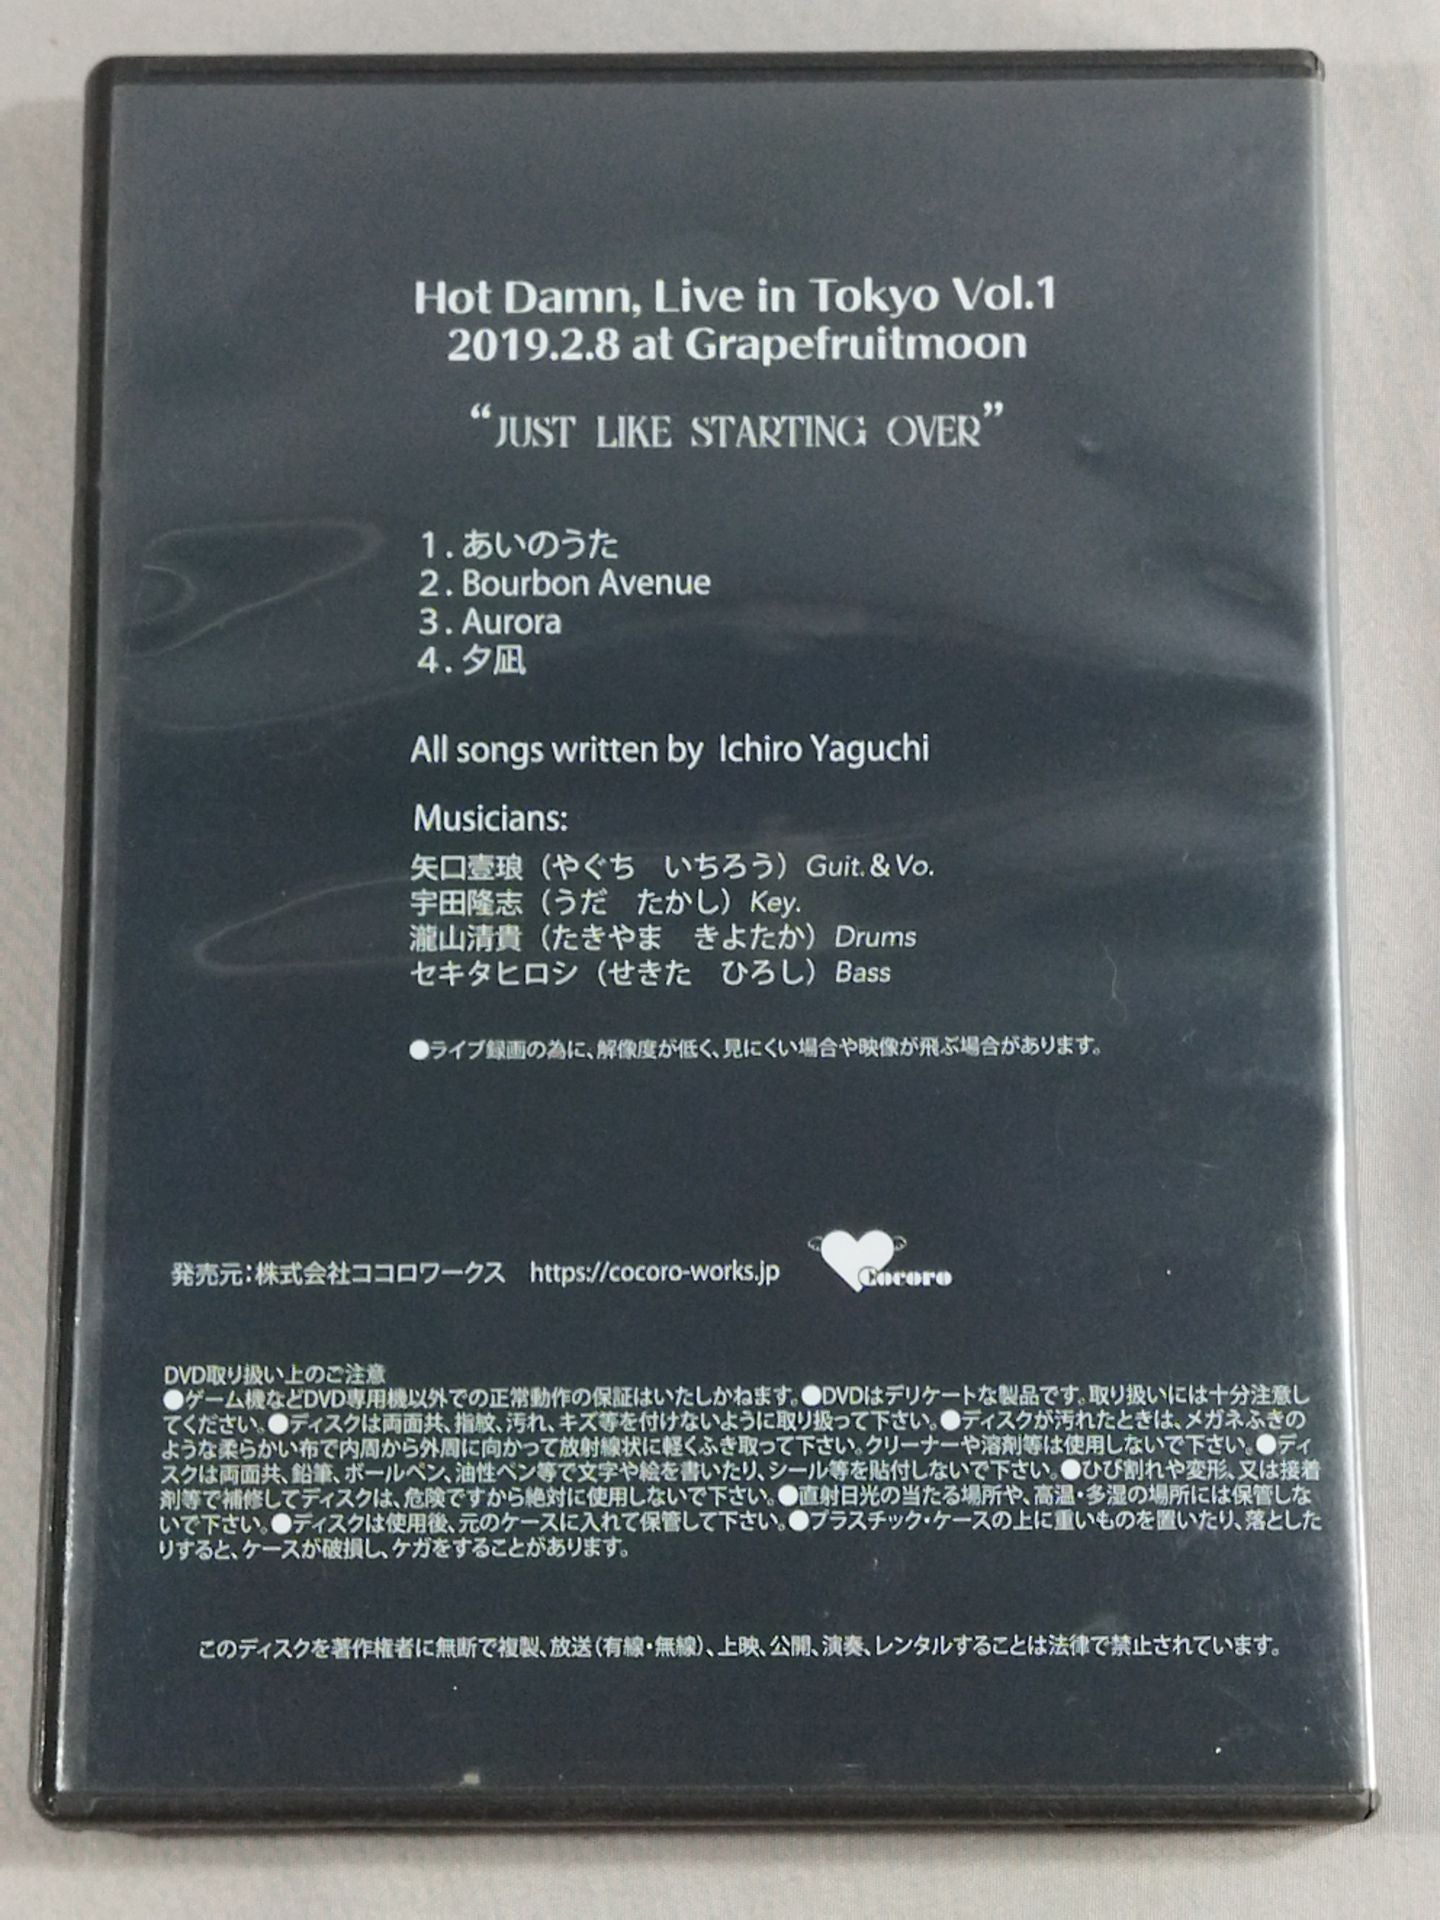 Hot Damn, Live in Tokyo Vol.1
2019.2.8 at Grapefruitmoon
“JUST LIKE STARTING OVER”
1. あいのうた
2. Bourbon Avenue
3. Aurora
4. 夕凪
All songs written by Ichiro Yaguchi
Musicians:
矢口壹琅（やぐち　いちろう）Guit.&Vo.
宇田隆志（うだ　たかし）Key.
瀧山清貴（たきやま　きよたか）Drums
セキタヒロシ（せきた　ひろし）Bass
●ライブ録画の為に、解像度が低く、見にくい場合や映像が飛ぶ場合があります。
発売元：株式会社ココロワークス　https://cocoro-works.jp
Cocoro
DVD取り扱い上のご注意
●ゲーム機などDVD専用機以外での正常動作の保証はいたしかねます。●DVDはデリケートな製品です。取り扱いには十分注意し
てください。●ディスクは両面共、指紋、汚れ、キズ等を付けないように取り扱って下さい。●ディスクが汚れたときは、メガネふきの
ような柔らかい布で内周から外周に向かって放射線状に軽くふき取って下さい。クリーナーや溶剤等は使用しないで下さい。●ディ
スクは両面共、鉛筆、ボールペン、油性ペン等で文字や絵を書いたり、シール等を貼付しないで下さい。●ひび割れや変形、又は接着
剤等で補修してディスクは、危険ですから絶対に使用しないで下さい。●直射日光の当たる場所や、高温・多湿の場所には保管しな
いで下さい。●ディスクは使用後、元のケースに入れて保管して下さい。●プラスチック・ケースの上に重いものを置いたり、落とした
りすると、ケースが破損し、ケガをすることがあります。
このディスクを著作権者に無断で複製、放送（有線・無線）、上映、公開、演奏、レンタルすることは法律で禁止されています。